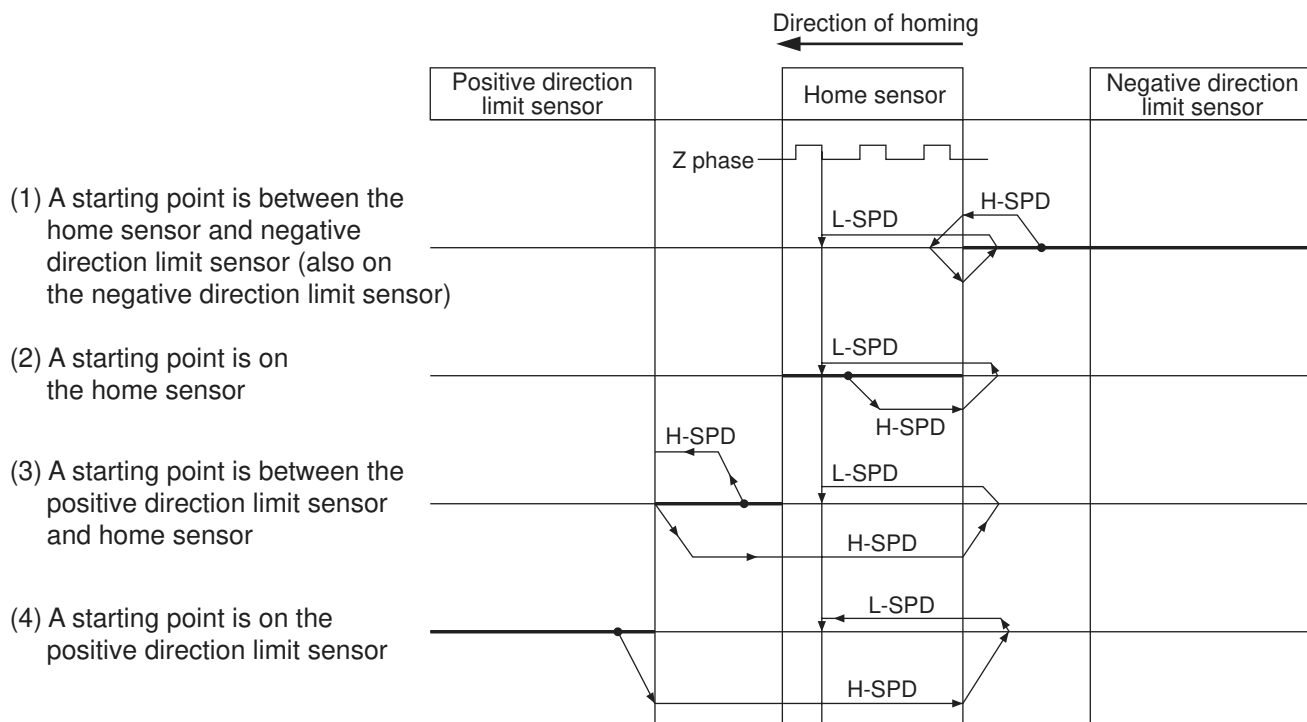 Direction of homing
Positive direction
limit sensor
Home sensor
Negative direction
limit sensor
Z phase
(1) A starting point is between the
home sensor and negative
direction limit sensor (also on
the negative direction limit sensor)
H-SPD
L-SPD
(2) A starting point is on
the home sensor
L-SPD
H-SPD
(3) A starting point is between the
positive direction limit sensor
and home sensor
H-SPD
L-SPD
H-SPD
(4) A starting point is on the
positive direction limit sensor
L-SPD
H-SPD